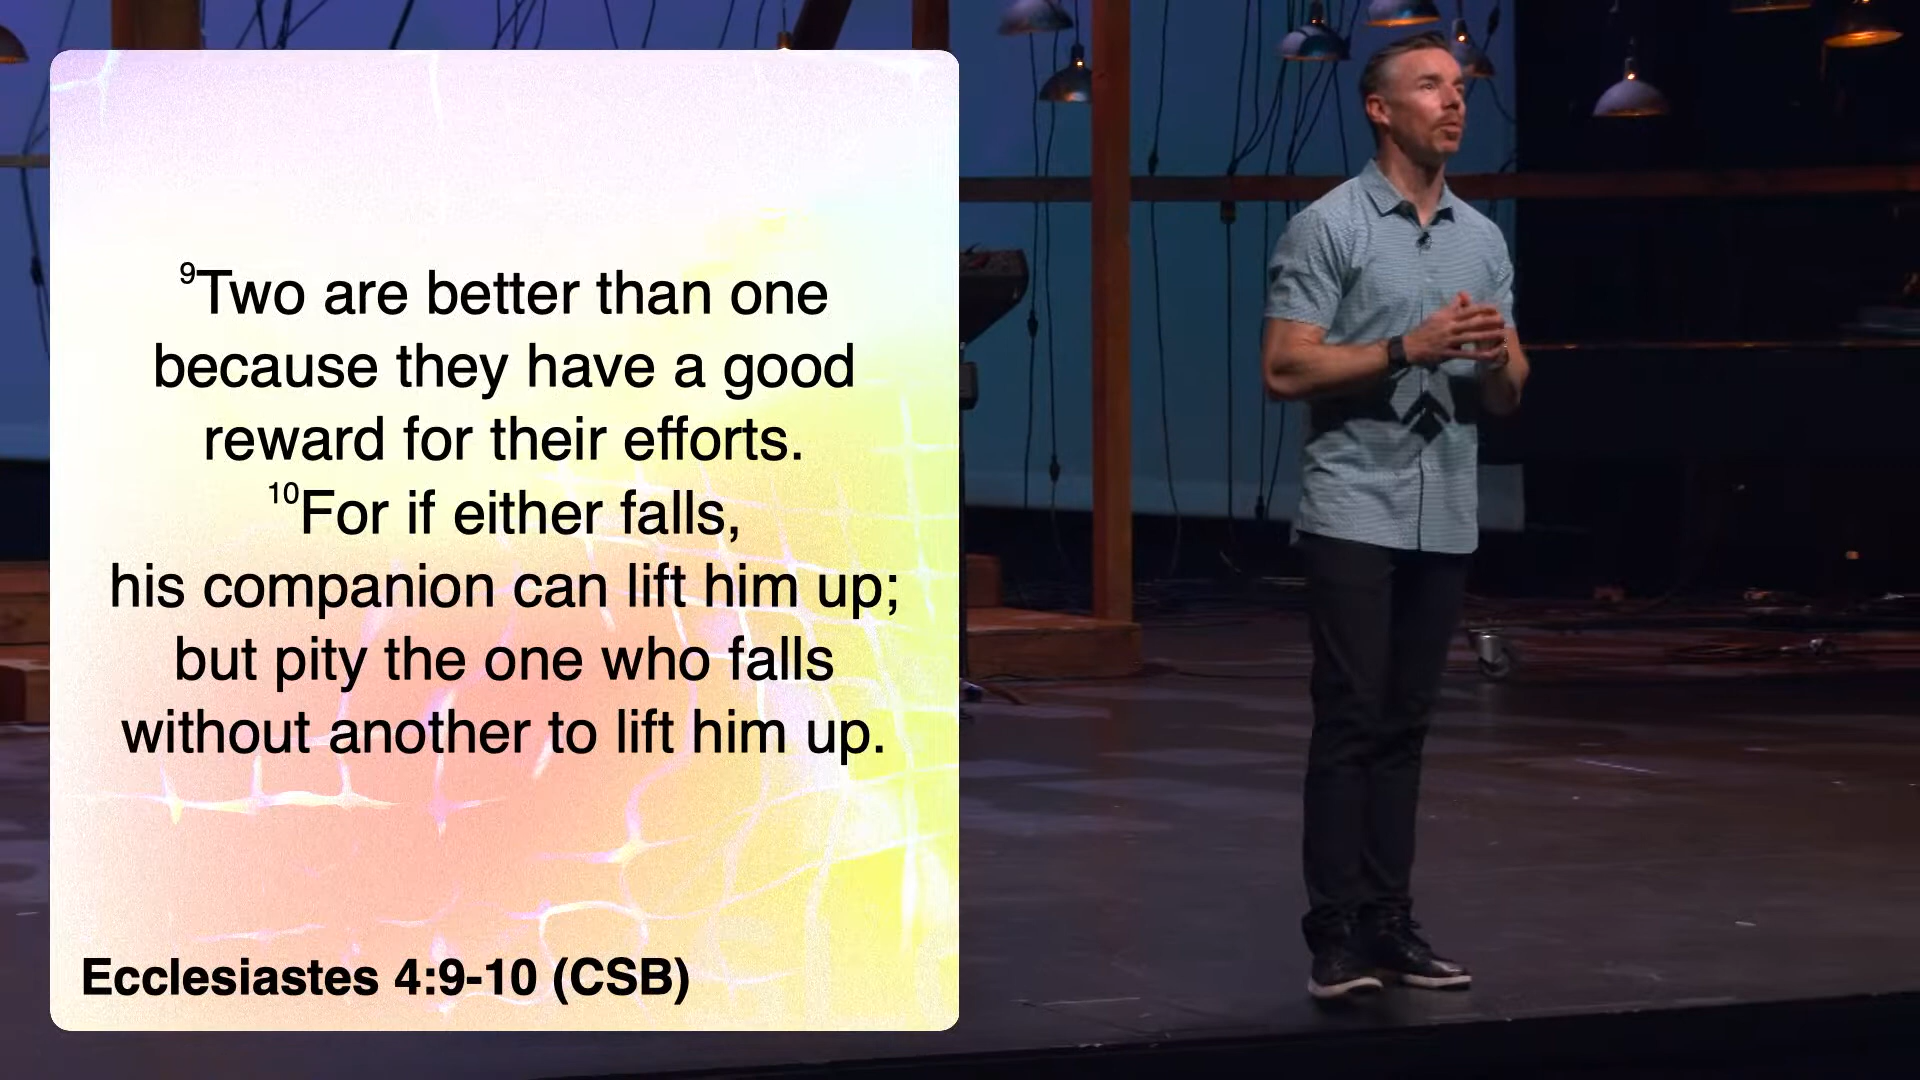 ⁹Two are better than one
because they have a good
reward for their efforts.
¹⁰For if either falls,
his companion can lift him up;
but pity the one who falls
without another to lift him up.
Ecclesiastes 4:9-10 (CSB)